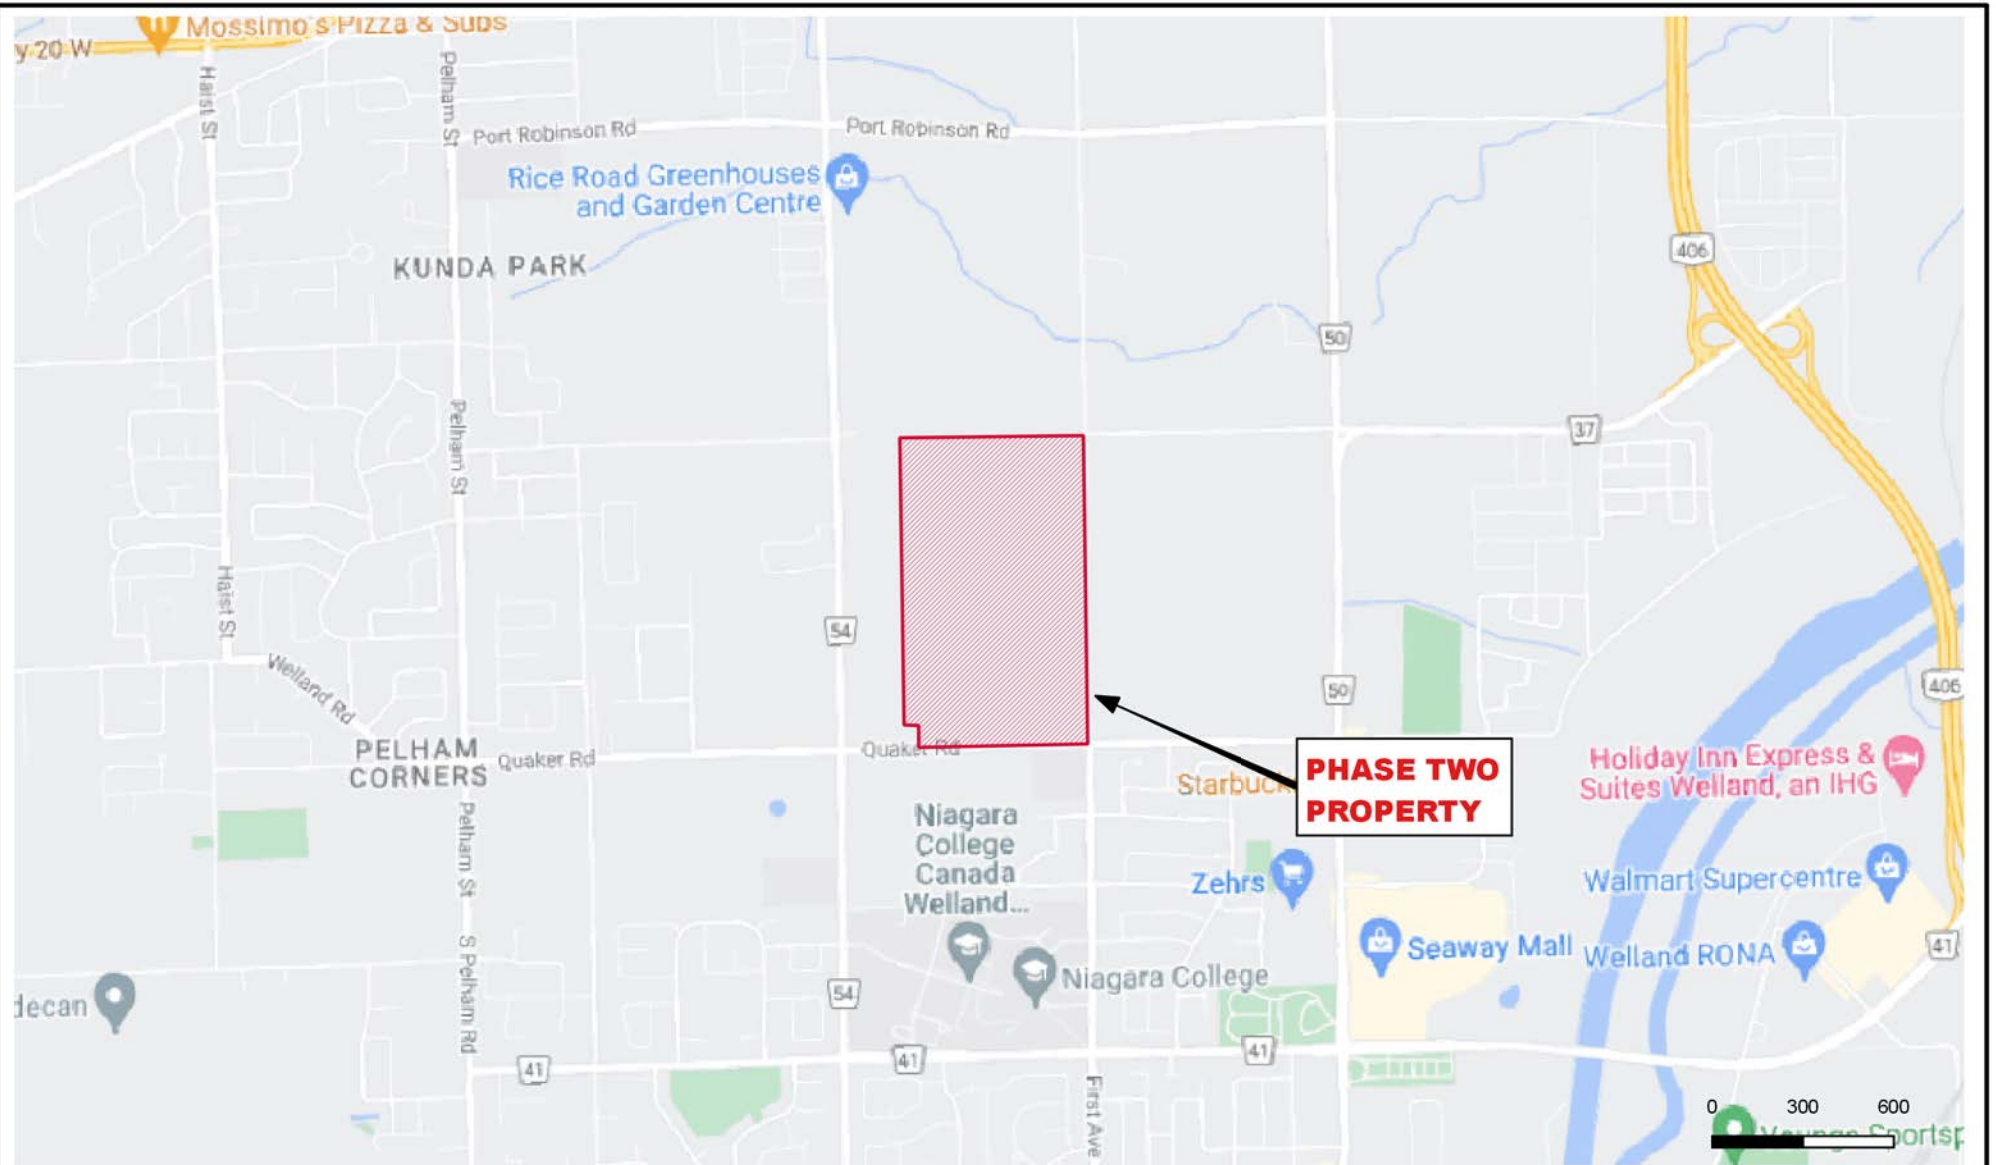 Mossimo's Pizza & Subs
y 20 W
Haist St
Pelham St
Port Robinson Rd
Port Robinson Rd
Rice Road Greenhouses
and Garden Centre
KUNDA PARK
406
50
Pelham St
37
Haist St
54
Welland Rd
50
406
PELHAM
CORNERS
Quaker Rd
Quaker Rd
PHASE TWO
PROPERTY
Starbuck
Holiday Inn Express &
Suites Welland, an IHG
Niagara
College
Canada
Welland...
Pelham St
Zehrs
Walmart Supercentre
Seaway Mall
Welland RONA
41
S Pelham Rd
Niagara College
decan
54
41
41
41
First Ave
0 300 600